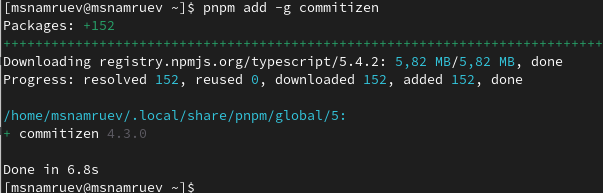 [msnamruev@msnamruev ~]$ pnpm add -g commitizen
Packages: +152
++++++++++++++++++++++++++++++++++++++++++++++++++++++++++++++++++++++++++
Downloading registry.npmjs.org/typescript/5.4.2: 5,82 MB/5,82 MB, done
Progress: resolved 152, reused 0, downloaded 152, added 152, done
/home/msnamruev/.local/share/pnpm/global/5:
+ commitizen 4.3.0
Done in 6.8s
[msnamruev@msnamruev ~]$